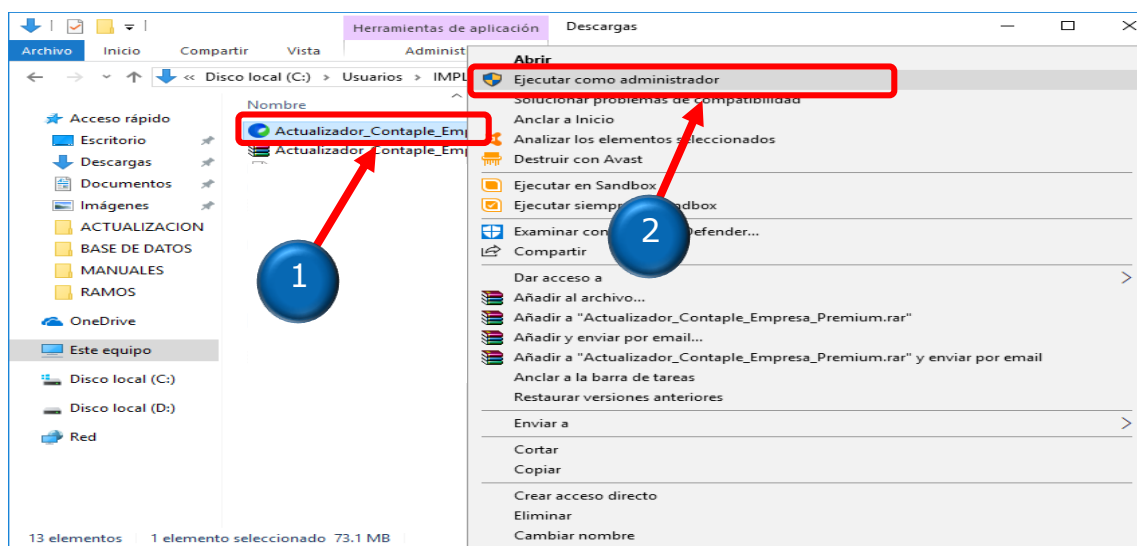 Herramientas de aplicación Descargas
Archivo Inicio Compartir Vista Administ
« Disco local (C:) > Usuarios > IMPL
Nombre
Acceso rápido
Escritorio
Descargas
Documentos
Imágenes
ACTUALIZACION
BASE DE DATOS
MANUALES
RAMOS
OneDrive
Este equipo
Disco local (C:)
Disco local (D:)
Red
Actualizador_Contaple_Em
Actualizador_Contaple_Em
1
2
Abrir
Ejecutar como administrador
Solucionar problemas de compatibilidad
Anclar a Inicio
Analizar los elementos seleccionados
Destruir con Avast
Ejecutar en Sandbox
Ejecutar siemp ndbox
Examinar con Defender...
Compartir
Dar acceso a
Añadir al archivo...
Añadir a "Actualizador_Contaple_Empresa_Premium.rar"
Añadir y enviar por email...
Añadir a "Actualizador_Contaple_Empresa_Premium.rar" y enviar por email
Anclar a la barra de tareas
Restaurar versiones anteriores
Enviar a
Cortar
Copiar
Crear acceso directo
Eliminar
Cambiar nombre
13 elementos 1 elemento seleccionado 73.1 MB